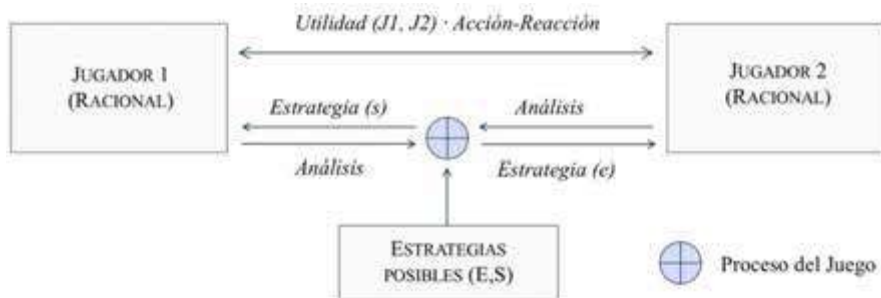 Utilidad (J1, J2) · Acción-Reacción
JUGADOR 1
(RACIONAL)
JUGADOR 2
(RACIONAL)
Estrategia (s)
Análisis
Análisis
Estrategia (e)
ESTRATEGIAS
POSIBLES (E,S)
Proceso del Juego